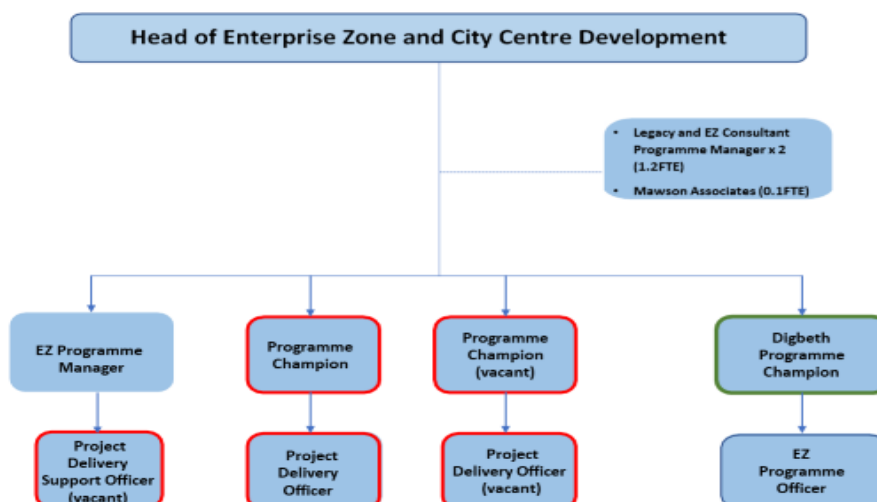 Head of Enterprise Zone and City Centre Development
• Legacy and EZ Consultant
Programme Manager x 2
(1.2FTE)
• Mawson Associates (0.1FTE)
EZ Programme
Manager
Programme
Champion
Programme
Champion
(vacant)
Digbeth
Programme
Champion
Project
Delivery
Support Officer
(vacant)
Project
Delivery
Officer
Project
Delivery Officer
(vacant)
EZ
Programme
Officer